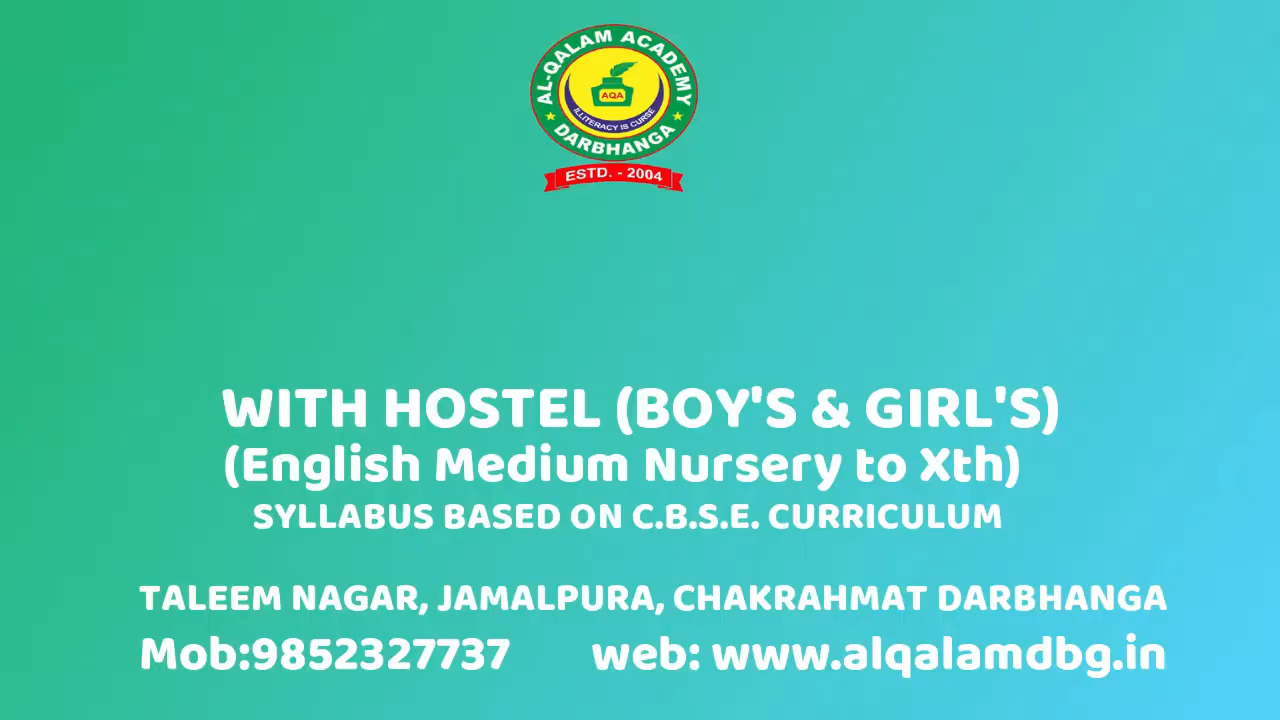 AL-QALAM ACADEMY
AQA
ILLITERACY IS CURSE
DARBHANGA
ESTD. - 2004
WITH HOSTEL (BOY'S & GIRL'S)
(English Medium Nursery to Xth)
SYLLABUS BASED ON C.B.S.E. CURRICULUM
TALEEM NAGAR, JAMALPURA, CHAKRAHMAT DARBHANGA
Mob:9852327737 web: www.alqalamdbg.in